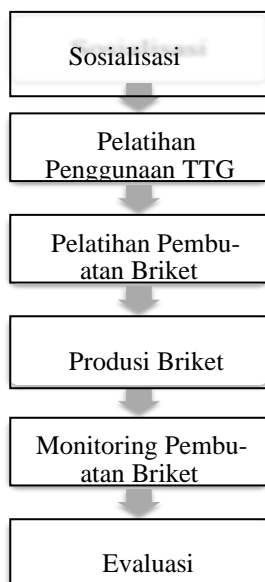 Sosialisasi
Pelatihan
Penggunaan TTG
Pelatihan Pembu-
atan Briket
Produsi Briket
Monitoring Pembu-
atan Briket
Evaluasi